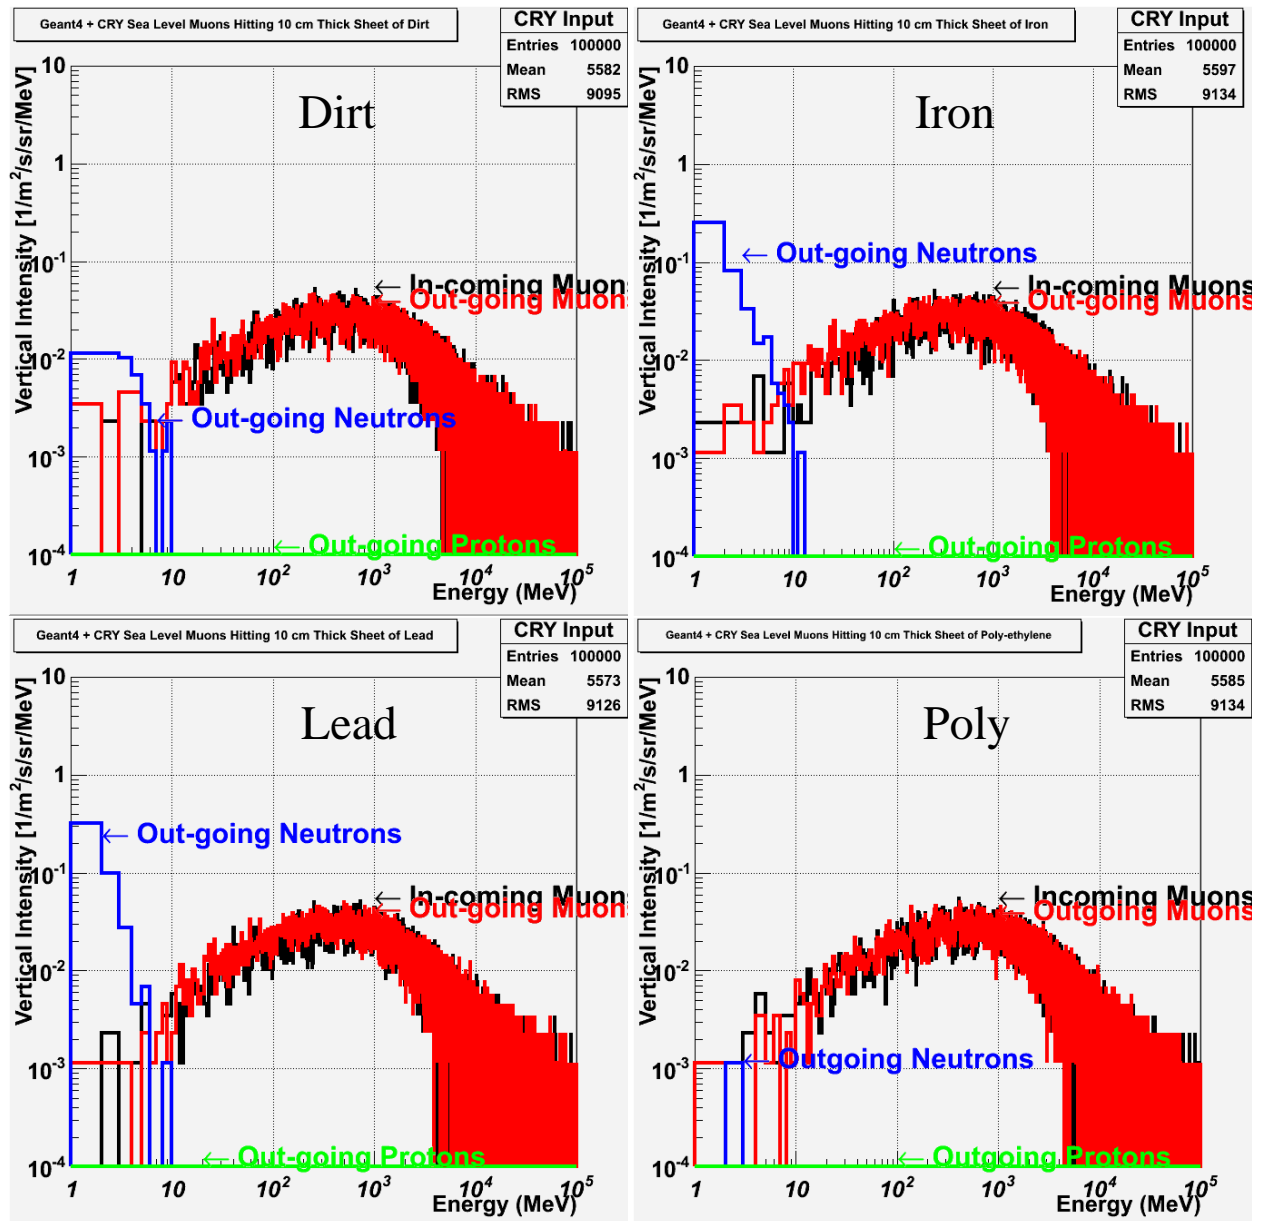 Geant4 + CRY Sea Level Muons Hitting 10 cm Thick Sheet of Dirt
CRY Input
Entries 100000
Mean 5582
RMS 9095
Dirt
Vertical Intensity [1/m²/s/sr/MeV]
10
1
10⁻¹
10⁻²
10⁻³
10⁻⁴
← In-coming Muons
← Out-going Muons
← Out-going Neutrons
← Out-going Protons
1 10 10² 10³ 10⁴ 10⁵
Energy (MeV)
Geant4 + CRY Sea Level Muons Hitting 10 cm Thick Sheet of Iron
CRY Input
Entries 100000
Mean 5597
RMS 9134
Iron
Vertical Intensity [1/m²/s/sr/MeV]
10
1
10⁻¹
10⁻²
10⁻³
10⁻⁴
← Out-going Neutrons
← In-coming Muons
← Out-going Muons
← Out-going Protons
1 10 10² 10³ 10⁴ 10⁵
Energy (MeV)
Geant4 + CRY Sea Level Muons Hitting 10 cm Thick Sheet of Lead
CRY Input
Entries 100000
Mean 5573
RMS 9126
Lead
Vertical Intensity [1/m²/s/sr/MeV]
10
1
10⁻¹
10⁻²
10⁻³
10⁻⁴
← Out-going Neutrons
← In-coming Muons
← Out-going Muons
← Out-going Protons
1 10 10² 10³ 10⁴ 10⁵
Energy (MeV)
Geant4 + CRY Sea Level Muons Hitting 10 cm Thick Sheet of Poly-ethylene
CRY Input
Entries 100000
Mean 5585
RMS 9134
Poly
Vertical Intensity [1/m²/s/sr/MeV]
10
1
10⁻¹
10⁻²
10⁻³
10⁻⁴
← Incoming Muons
← Outgoing Muons
← Outgoing Neutrons
← Outgoing Protons
1 10 10² 10³ 10⁴ 10⁵
Energy (MeV)